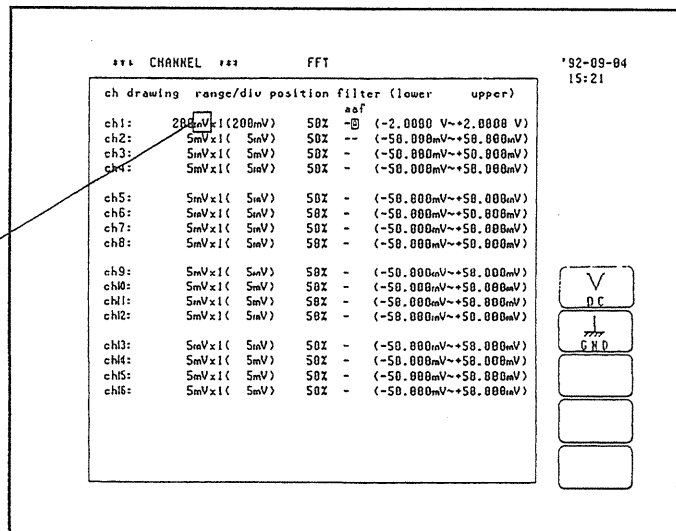 *** CHANNEL *** FFT '92-09-04
15:21
ch drawing range/div position filter (lower upper)
aaf
ch1: 200mVx1(200mV) 50% -A (-2.0000 V~+2.0000 V)
ch2: 5mVx1( 5mV) 50% -- (-50.000mV~+50.000mV)
ch3: 5mVx1( 5mV) 50% - (-50.000mV~+50.000mV)
ch4: 5mVx1( 5mV) 50% - (-50.000mV~+50.000mV)
ch5: 5mVx1( 5mV) 50% - (-50.000mV~+50.000mV)
ch6: 5mVx1( 5mV) 50% - (-50.000mV~+50.000mV)
ch7: 5mVx1( 5mV) 50% - (-50.000mV~+50.000mV)
ch8: 5mVx1( 5mV) 50% - (-50.000mV~+50.000mV)
ch9: 5mVx1( 5mV) 50% - (-50.000mV~+50.000mV)
ch10: 5mVx1( 5mV) 50% - (-50.000mV~+50.000mV)
ch11: 5mVx1( 5mV) 50% - (-50.000mV~+50.000mV)
ch12: 5mVx1( 5mV) 50% - (-50.000mV~+50.000mV)
ch13: 5mVx1( 5mV) 50% - (-50.000mV~+50.000mV)
ch14: 5mVx1( 5mV) 50% - (-50.000mV~+50.000mV)
ch15: 5mVx1( 5mV) 50% - (-50.000mV~+50.000mV)
ch16: 5mVx1( 5mV) 50% - (-50.000mV~+50.000mV)
DC
GND